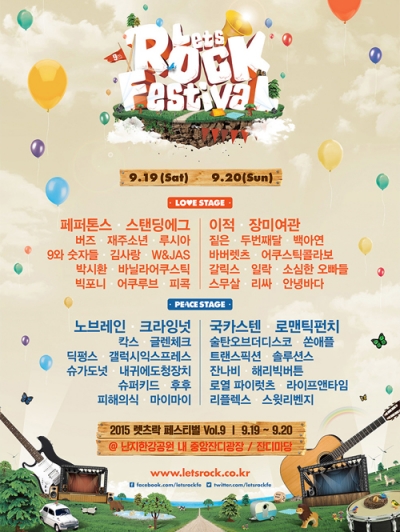 9th
Lets
ROCK
Festival
9.19(Sat) 9.20(Sun)
LOVE STAGE
페퍼톤스 · 스탠딩에그
버즈 · 재주소년 · 루시아
9와 숫자들 · 김사랑 · W&JAS
박시환 · 바닐라어쿠스틱
빅포니 · 어쿠루브 · 피콕
이적 · 장미여관
짙은 · 두번째달 · 백아연
바버렛츠 · 어쿠스틱콜라보
갈릭스 · 일락 · 소심한 오빠들
스무살 · 리싸 · 안녕바다
PEACE STAGE
노브레인 · 크라잉넛
칵스 · 글렌체크
딕펑스 · 갤럭시익스프레스
슈가도넛 · 내귀에도청장치
슈퍼키드 · 후후
피해의식 · 마이마이
국카스텐 · 로맨틱펀치
술탄오브더디스코 · 쏜애플
트랜스픽션 · 솔루션스
잔나비 · 해리빅버튼
로열 파이럿츠 · 라이프앤타임
리플렉스 · 스윗리벤지
2015 렛츠락 페스티벌 Vol.9 | 9.19 ~ 9.20
@ 난지한강공원 내 중앙잔디광장 / 잔디마당
www.letsrock.co.kr
facebook.com/letsrockfe twitter.com/letsrockfe